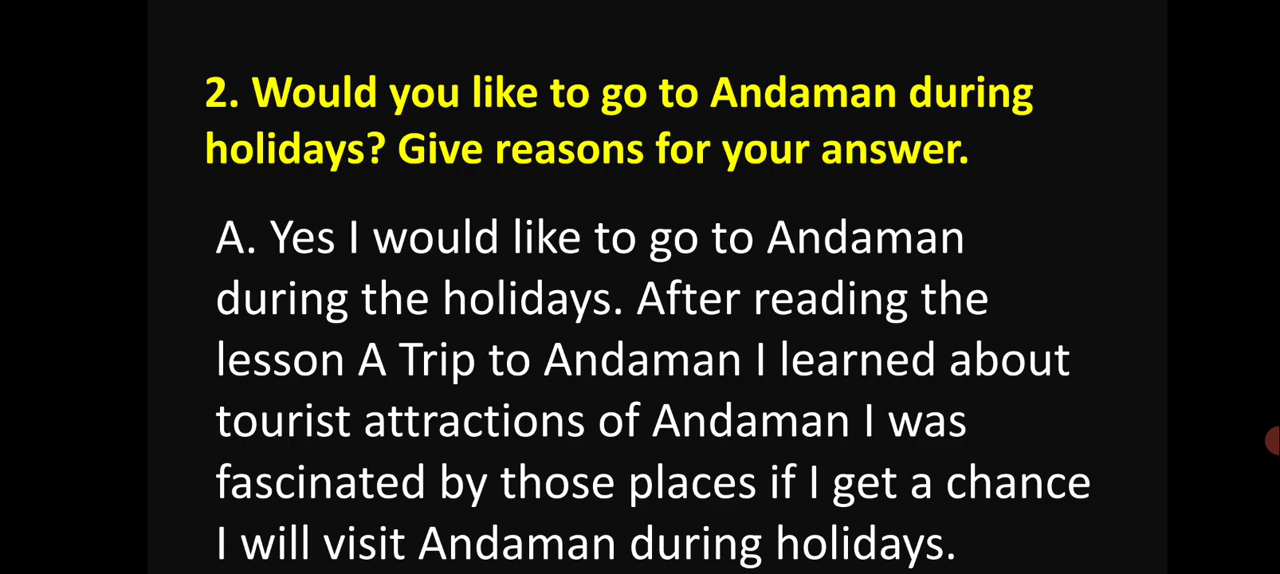 2. Would you like to go to Andaman during
holidays? Give reasons for your answer.
A. Yes I would like to go to Andaman
during the holidays. After reading the
lesson A Trip to Andaman I learned about
tourist attractions of Andaman I was
fascinated by those places if I get a chance
I will visit Andaman during holidays.